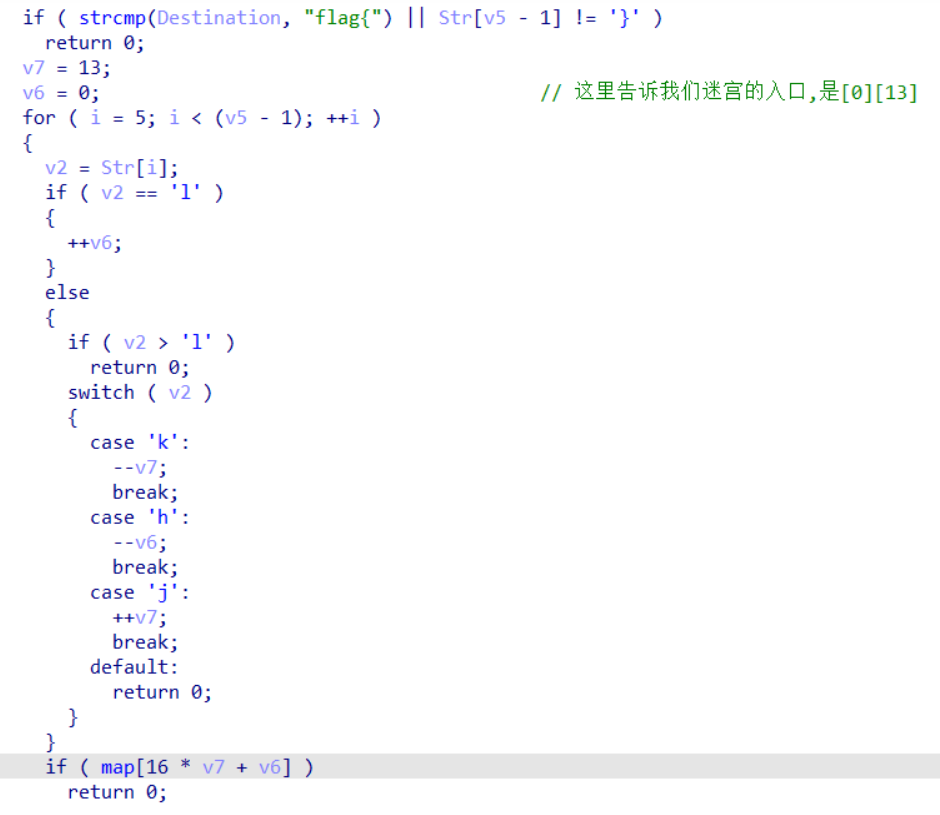 if ( strcmp(Destination, "flag{") || Str[v5 - 1] != '}' )
  return 0;
v7 = 13;
v6 = 0; // 这里告诉我们迷宫的入口,是[0][13]
for ( i = 5; i < (v5 - 1); ++i )
{
  v2 = Str[i];
  if ( v2 == 'l' )
  {
    ++v6;
  }
  else
  {
    if ( v2 > 'l' )
      return 0;
    switch ( v2 )
    {
      case 'k':
        --v7;
        break;
      case 'h':
        --v6;
        break;
      case 'j':
        ++v7;
        break;
      default:
        return 0;
    }
  }
  if ( map[16 * v7 + v6] )
    return 0;